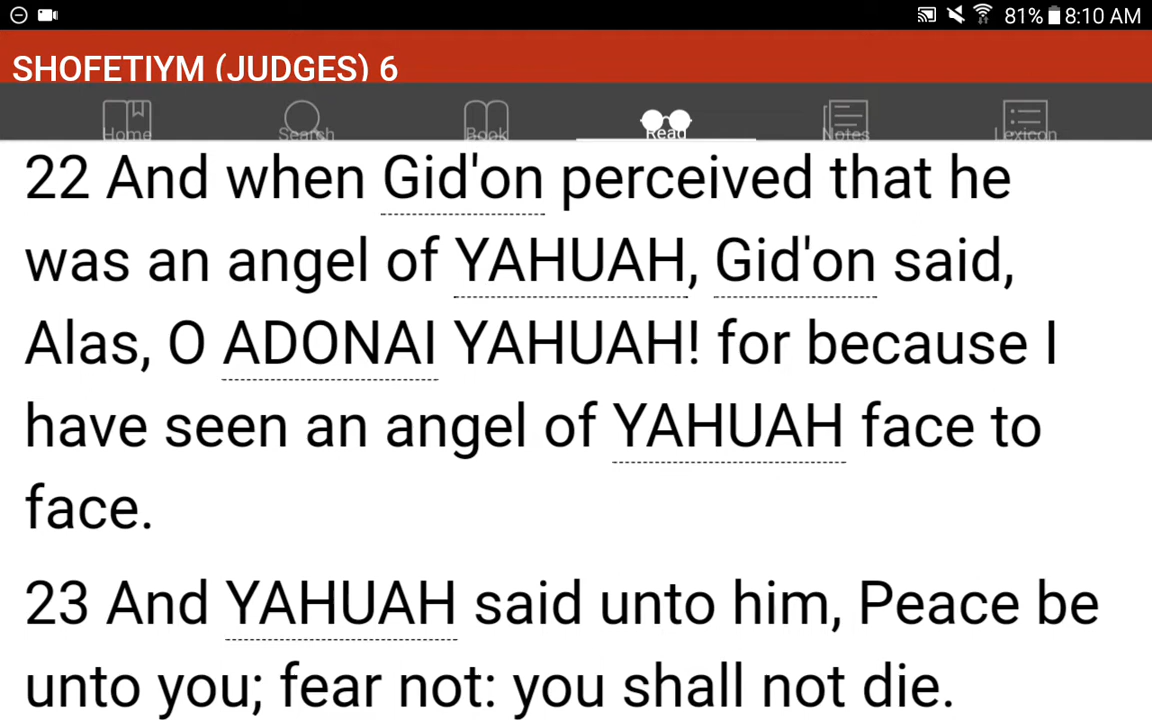 81% 8:10 AM
SHOFETIYM (JUDGES) 6
Home Search Book Read Notes Lexicon
22 And when Gid'on perceived that he
was an angel of YAHUAH, Gid'on said,
Alas, O ADONAI YAHUAH! for because I
have seen an angel of YAHUAH face to
face.
23 And YAHUAH said unto him, Peace be
unto you; fear not: you shall not die.